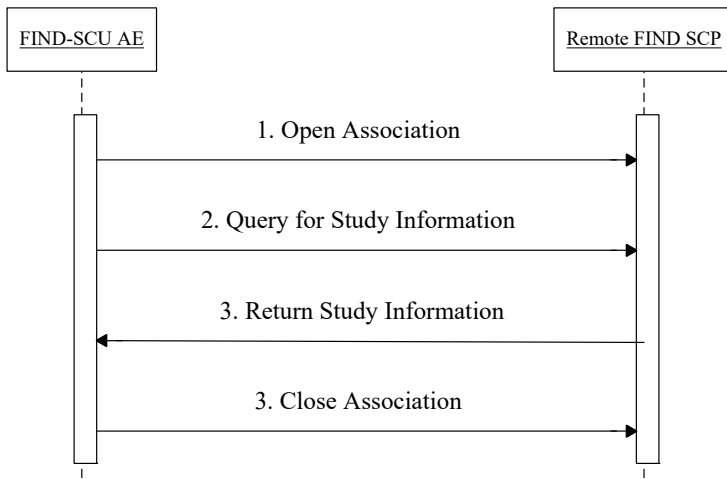 FIND-SCU AE
Remote FIND SCP
1. Open Association
2. Query for Study Information
3. Return Study Information
3. Close Association